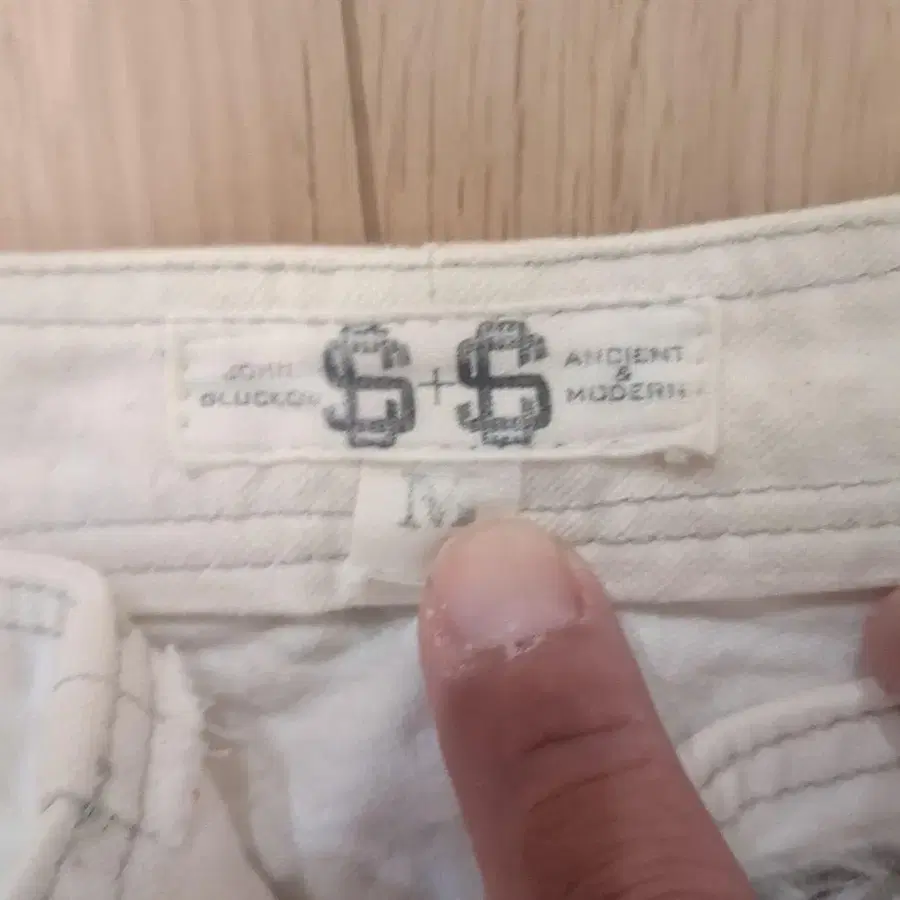 JOHN
GLUCKOW
+
ANCIENT
&
MODERN